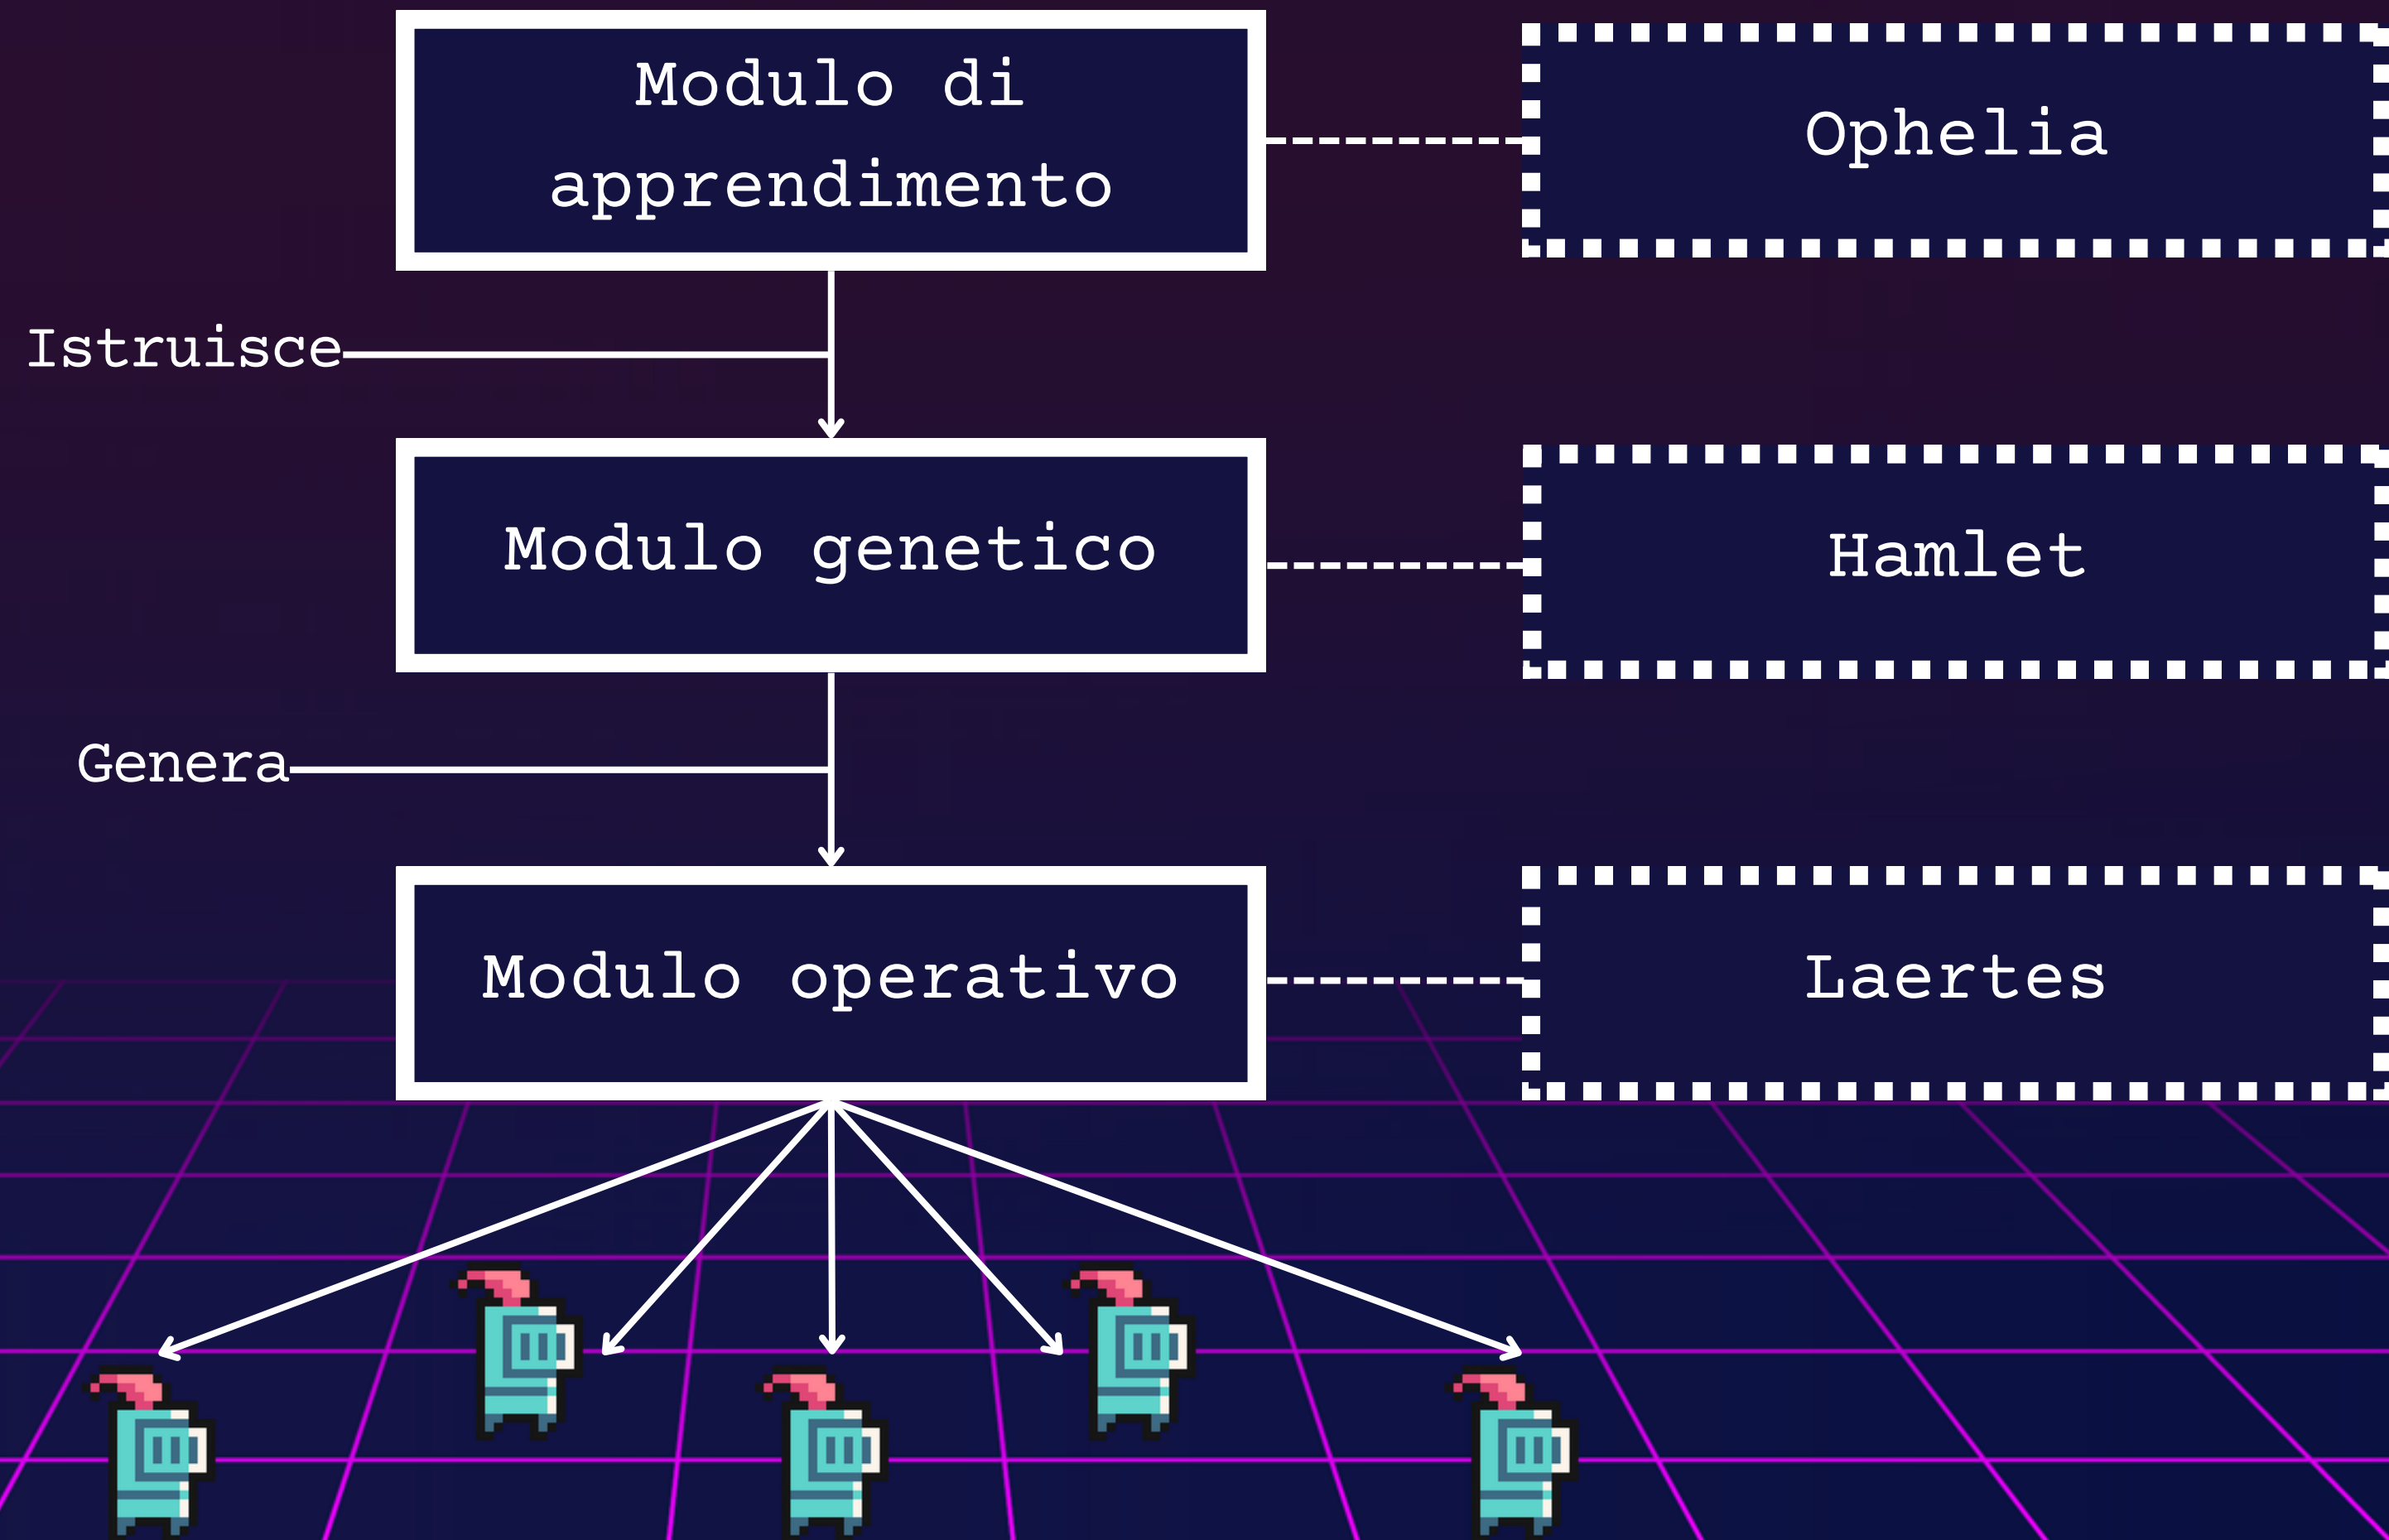 Modulo di
apprendimento
Ophelia
Istruisce
Modulo genetico
Hamlet
Genera
Modulo operativo
Laertes